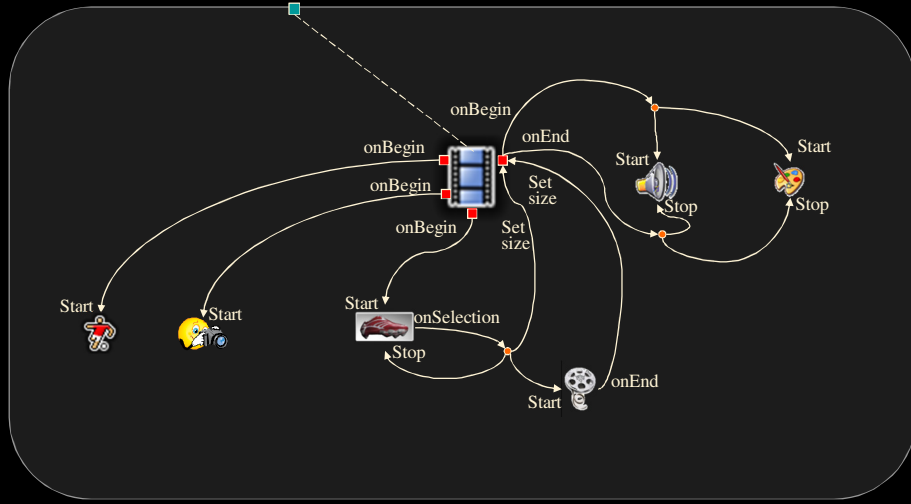 onBegin
onEnd
onBegin
Start
Start
onBegin
Set
size
Stop
Stop
onBegin
Set
size
Start
Start
Start
onSelection
Stop
onEnd
Start